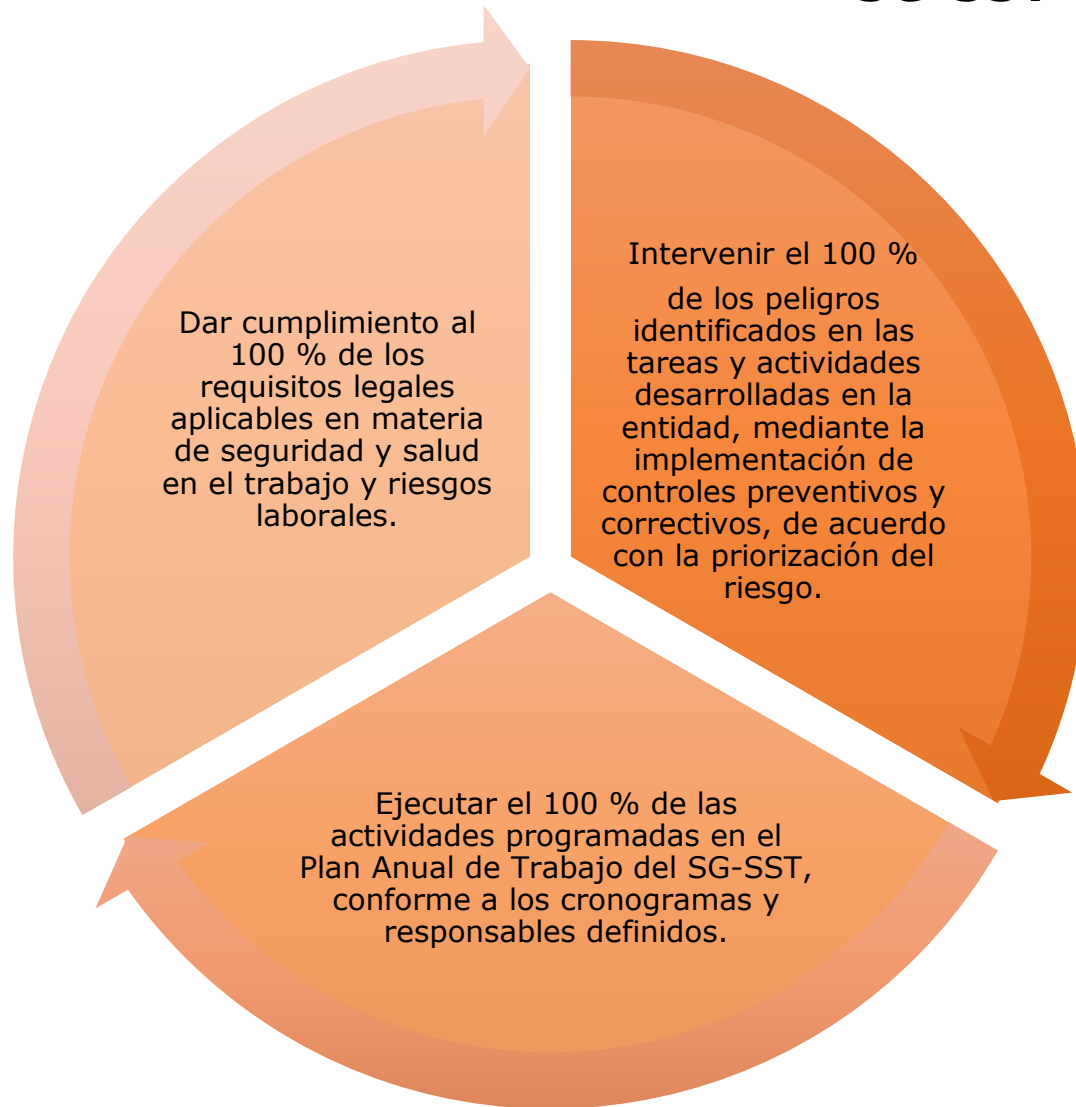 Intervenir el 100 %
de los peligros
identificados en las
tareas y actividades
desarrolladas en la
entidad, mediante la
implementación de
controles preventivos y
correctivos, de acuerdo
con la priorización del
riesgo.
Ejecutar el 100 % de las
actividades programadas en el
Plan Anual de Trabajo del SG-SST,
conforme a los cronogramas y
responsables definidos.
Dar cumplimiento al
100 % de los
requisitos legales
aplicables en materia
de seguridad y salud
en el trabajo y riesgos
laborales.